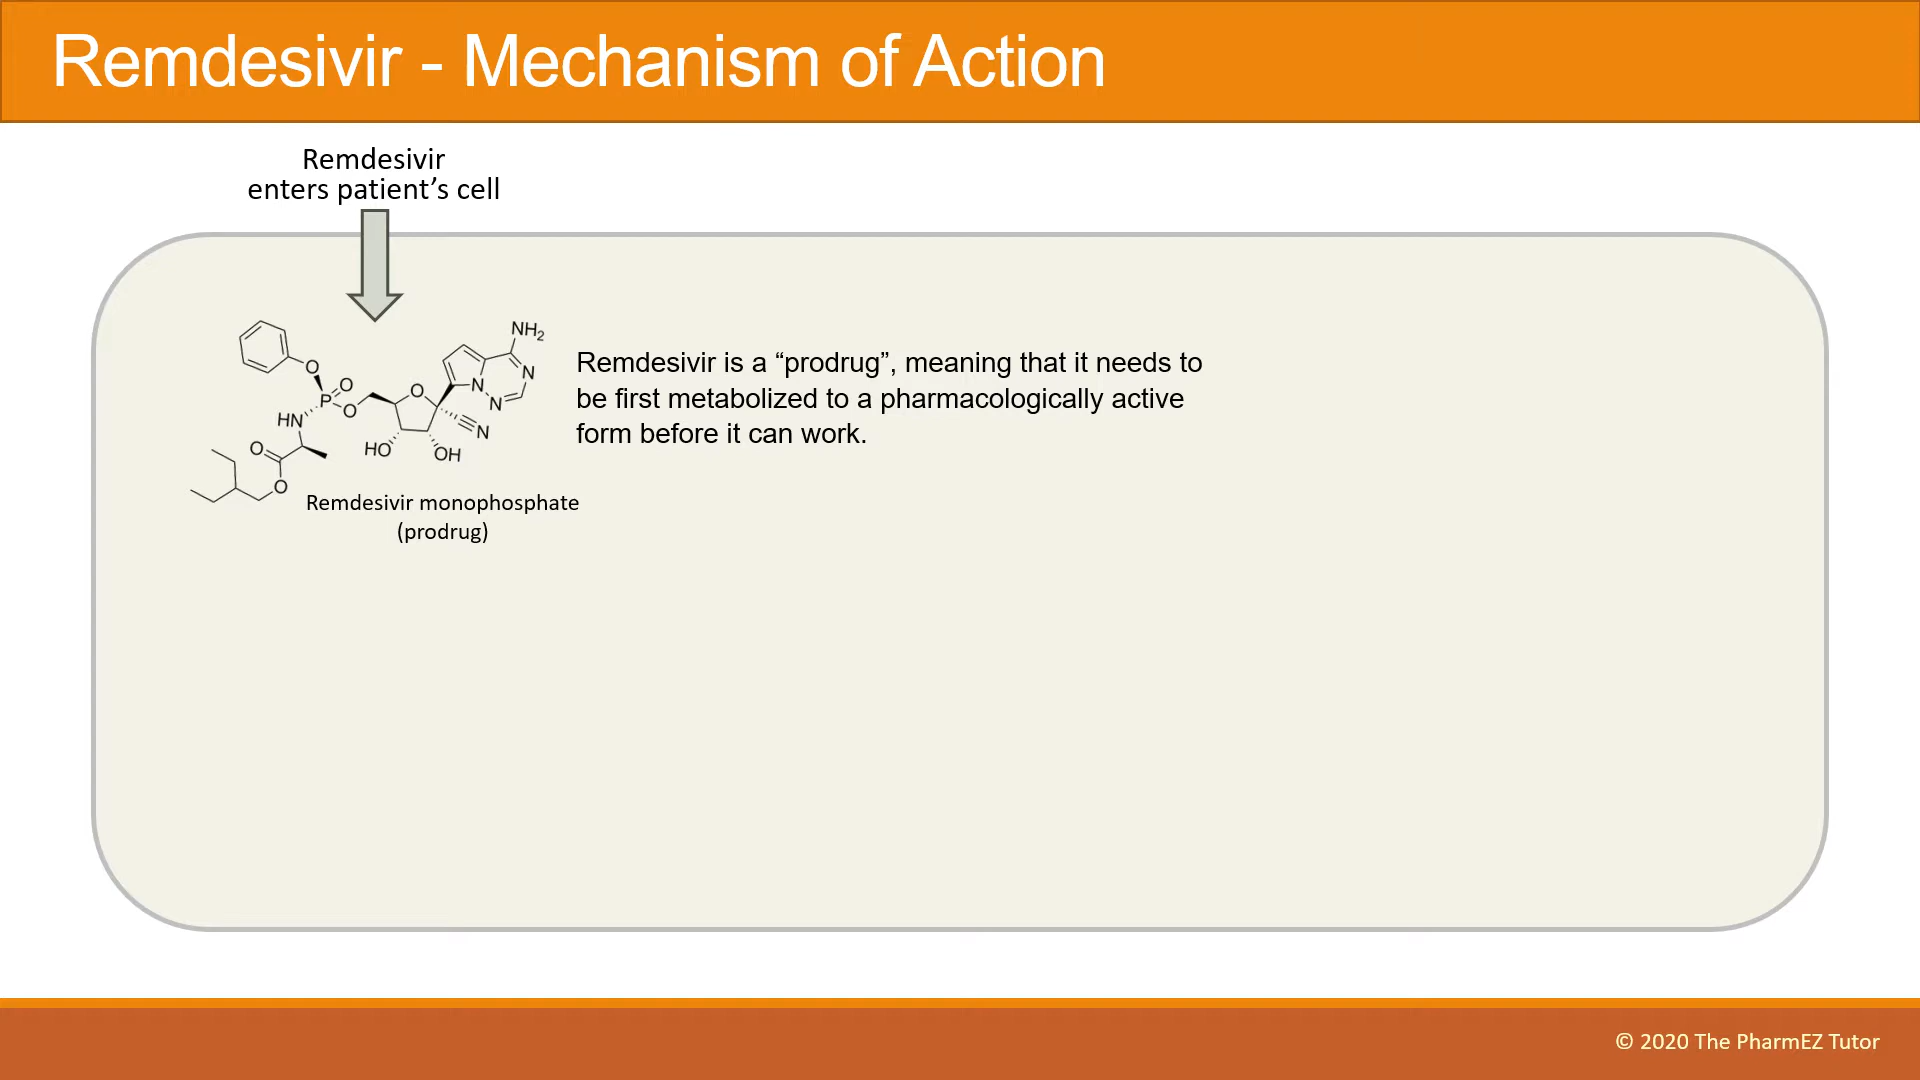 Remdesivir - Mechanism of Action
Remdesivir
enters patient’s cell
NH2
O
O
P
O
HN
O
O
O
N
N
N
N
HO
OH
Remdesivir is a “prodrug”, meaning that it needs to
be first metabolized to a pharmacologically active
form before it can work.
Remdesivir monophosphate
(prodrug)
© 2020 The PharmEZ Tutor